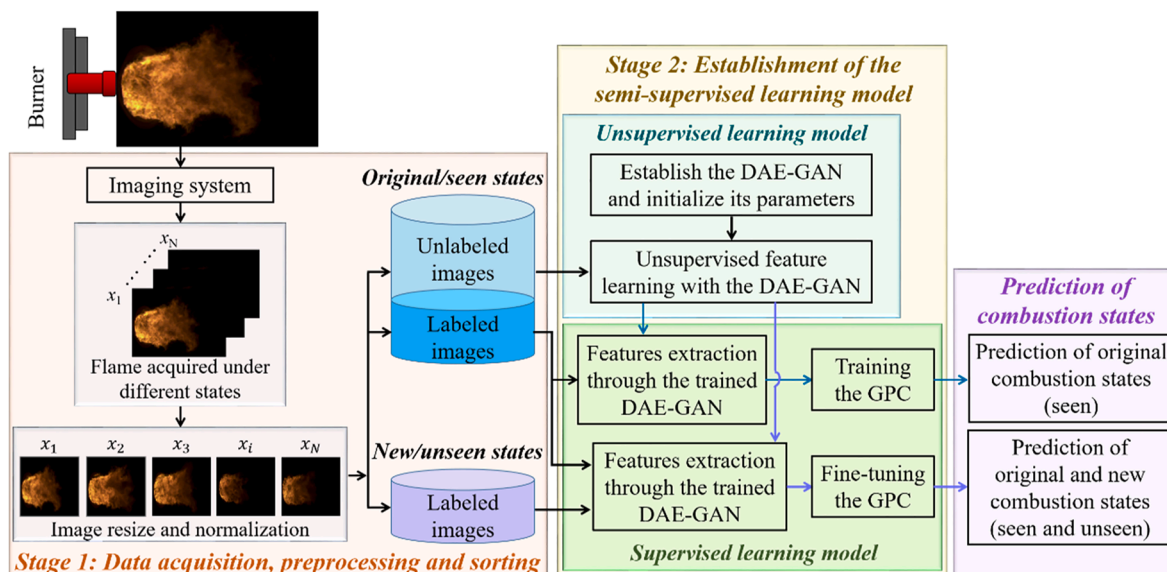 Burner
Imaging system
x_N
x_1
Flame acquired under
different states
x_1 x_2 x_3 x_i x_N
Image resize and normalization
Stage 1: Data acquisition, preprocessing and sorting
Original/seen states
Unlabeled
images
Labeled
images
New/unseen states
Labeled
images
Stage 2: Establishment of the
semi-supervised learning model
Unsupervised learning model
Establish the DAE-GAN
and initialize its parameters
Unsupervised feature
learning with the DAE-GAN
Features extraction
through the trained
DAE-GAN
Training
the GPC
Features extraction
through the trained
DAE-GAN
Fine-tuning
the GPC
Supervised learning model
Prediction of
combustion states
Prediction of original
combustion states
(seen)
Prediction of
original and new
combustion states
(seen and unseen)